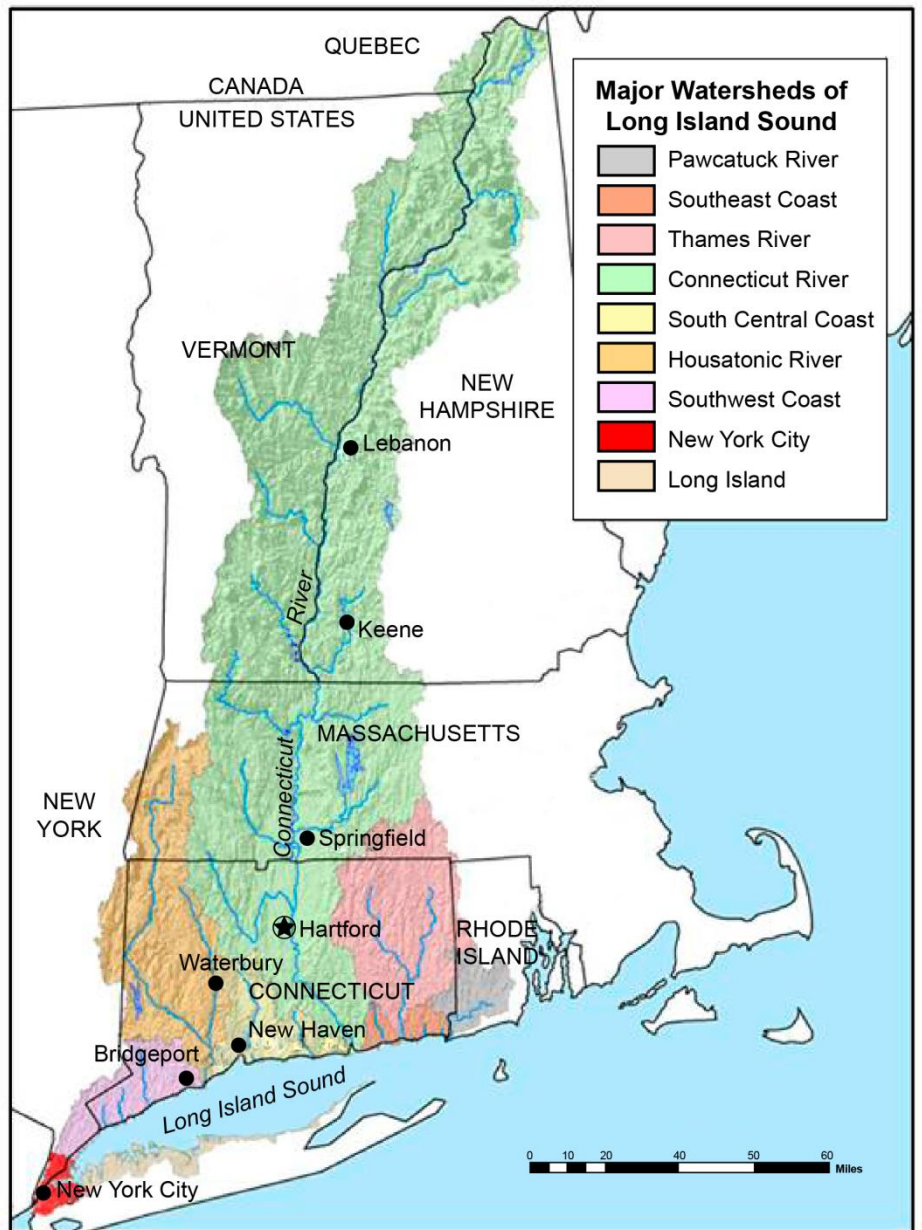 QUEBEC
CANADA
UNITED STATES
Major Watersheds of
Long Island Sound
Pawcatuck River
Southeast Coast
Thames River
Connecticut River
South Central Coast
Housatonic River
Southwest Coast
New York City
Long Island
VERMONT
NEW
HAMPSHIRE
Lebanon
River
Keene
MASSACHUSETTS
Connecticut
NEW
YORK
Springfield
Hartford
RHODE
ISLAND
Waterbury
CONNECTICUT
New Haven
Bridgeport
Long Island Sound
0 10 20 40 60
Miles
New York City